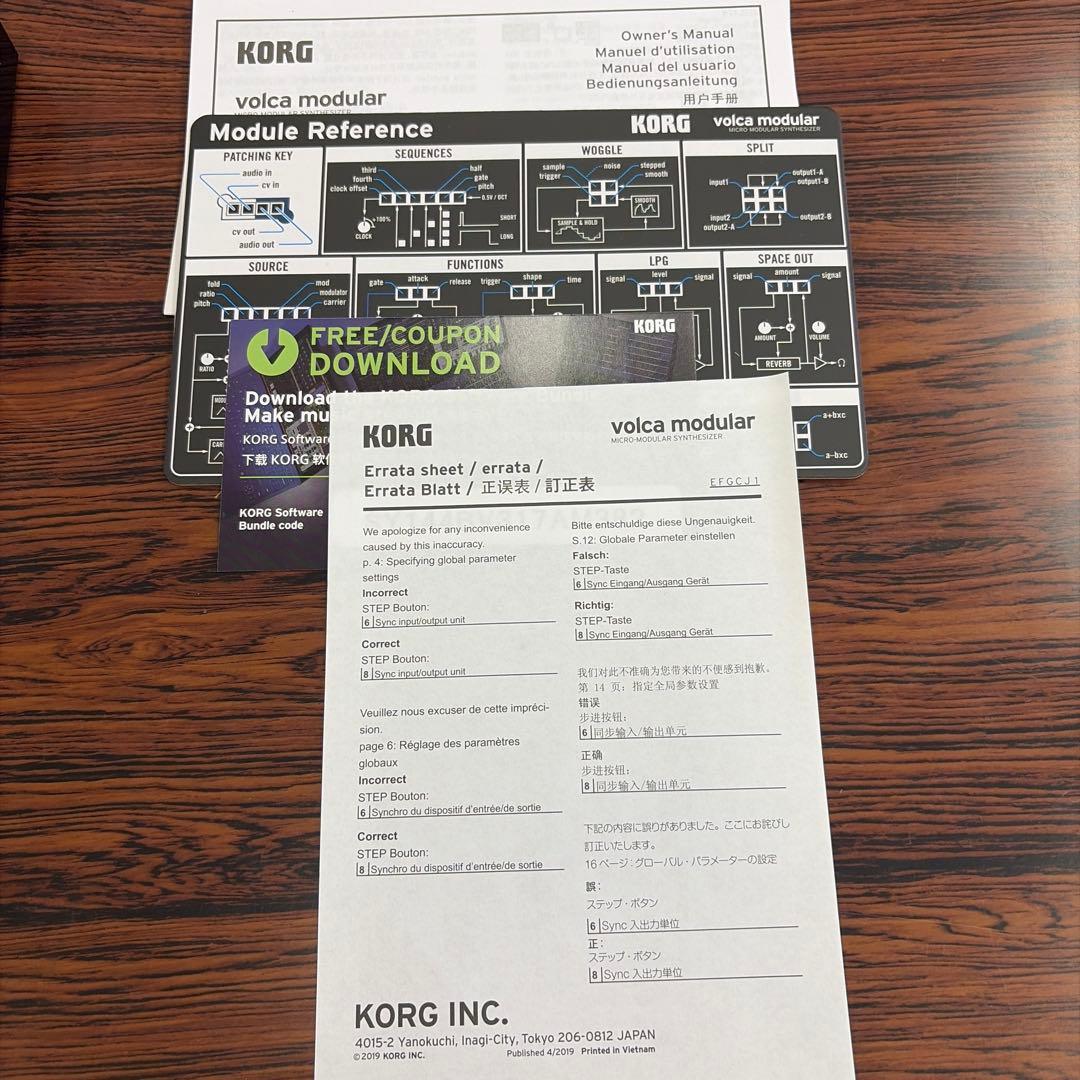 KORG
Owner's Manual
Manuel d'utilisation
Manual del usuario
Bedienungsanleitung
用户手册
volca modular
MICRO MODULAR SYNTHESIZER
Module Reference
KORG
volca modular
MICRO MODULAR SYNTHESIZER
PATCHING KEY
audio in
cv in
cv out
audio out
SEQUENCES
third
fourth
clock offset
half
gate
pitch
0.5V / OCT
+100%
CLOCK
SHORT
LONG
WOGGLE
sample
trigger
noise
stepped
smooth
SMOOTH
SAMPLE & HOLD
SPLIT
input1
output1-A
output1-B
input2
output2-A
output2-B
SOURCE
fold
ratio
pitch
mod
modulator
carrier
RATIO
FUNCTIONS
gate
attack
release
trigger
shape
time
LPG
signal
level
signal
SPACE OUT
signal
amount
signal
AMOUNT
VOLUME
REVERB
a+bxc
a-bxc
FREE/COUPON
DOWNLOAD
KORG
Download
Make mu
KORG Software
下载 KORG 软
KORG Software
Bundle code
KORG
volca modular
MICRO-MODULAR SYNTHESIZER
Errata sheet / errata /
Errata Blatt / 正误表 / 訂正表
EFGCJ1
We apologize for any inconvenience
caused by this inaccuracy.
p. 4: Specifying global parameter
settings
Incorrect
STEP Bouton:
6 Sync input/output unit
Correct
STEP Bouton:
8 Sync input/output unit
Veuillez nous excuser de cette impréci-
sion.
page 6: Réglage des paramètres
globaux
Incorrect
STEP Bouton:
6 Synchro du dispositif d'entrée/de sortie
Correct
STEP Bouton:
8 Synchro du dispositif d'entrée/de sortie
Bitte entschuldige diese Ungenauigkeit.
S.12: Globale Parameter einstellen
Falsch:
STEP-Taste
6 Sync Eingang/Ausgang Gerät
Richtig:
STEP-Taste
8 Sync Eingang/Ausgang Gerät
我们对此不准确为您带来的不便感到抱歉。
第 14 页：指定全局参数设置
错误
步进按钮：
6 同步输入/输出单元
正确
步进按钮：
8 同步输入/输出单元
下記の内容に誤りがありました。ここにお詫びし
訂正いたします。
16 ページ：グローバル・パラメーターの設定
誤：
ステップ・ボタン
6 Sync 入出力単位
正：
ステップ・ボタン
8 Sync 入出力単位
KORG INC.
4015-2 Yanokuchi, Inagi-City, Tokyo 206-0812 JAPAN
© 2019 KORG INC.
Published 4/2019 Printed in Vietnam